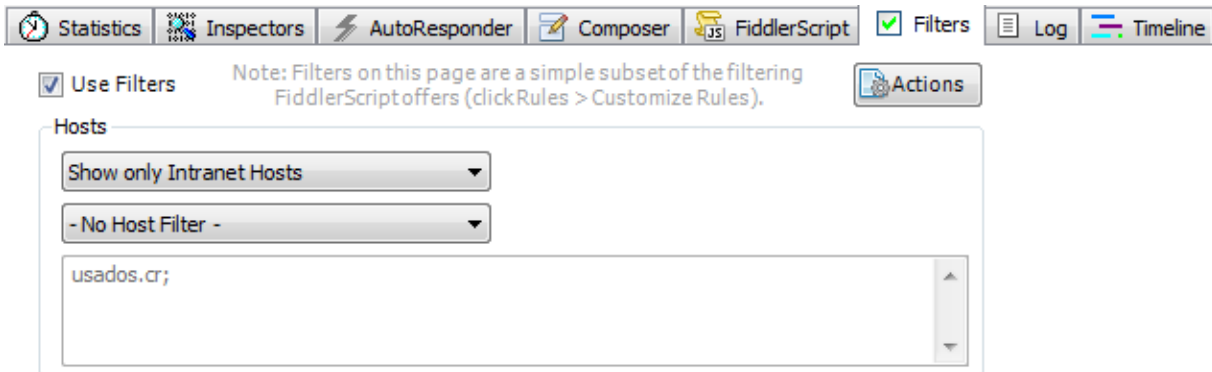 Statistics Inspectors AutoResponder Composer FiddlerScript Filters Log Timeline
Use Filters
Note: Filters on this page are a simple subset of the filtering
FiddlerScript offers (click Rules > Customize Rules).
Actions
Hosts
Show only Intranet Hosts
- No Host Filter -
usados.cr;